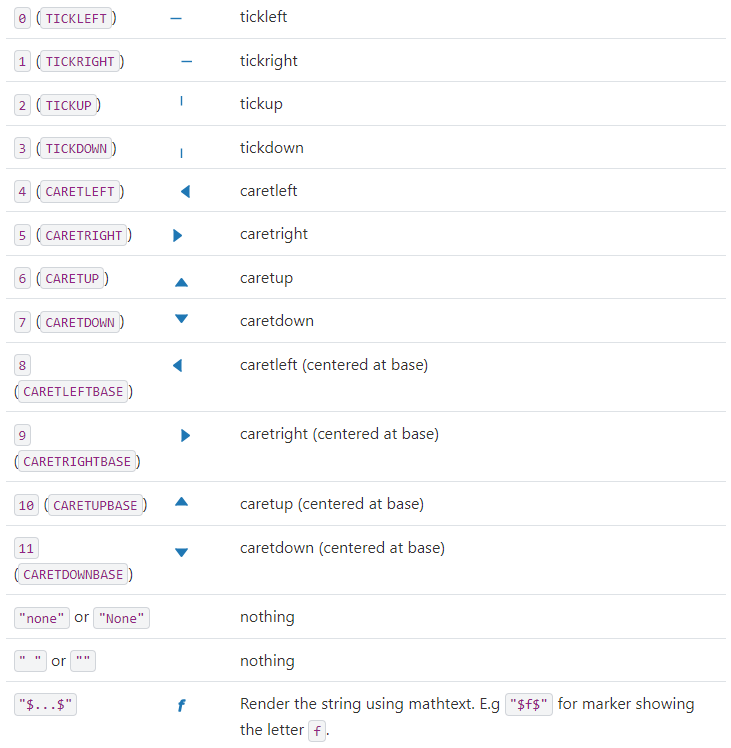 0 (TICKLEFT) tickleft
1 (TICKRIGHT) tickright
2 (TICKUP) tickup
3 (TICKDOWN) tickdown
4 (CARETLEFT) caretleft
5 (CARETRIGHT) caretright
6 (CARETUP) caretup
7 (CARETDOWN) caretdown
8 caretleft (centered at base)
(CARETLEFTBASE)
9 caretright (centered at base)
(CARETRIGHTBASE)
10 (CARETUPBASE) caretup (centered at base)
11 caretdown (centered at base)
(CARETDOWNBASE)
"none" or "None" nothing
" " or "" nothing
"$...$" f Render the string using mathtext. E.g "$f$" for marker showing
the letter f.